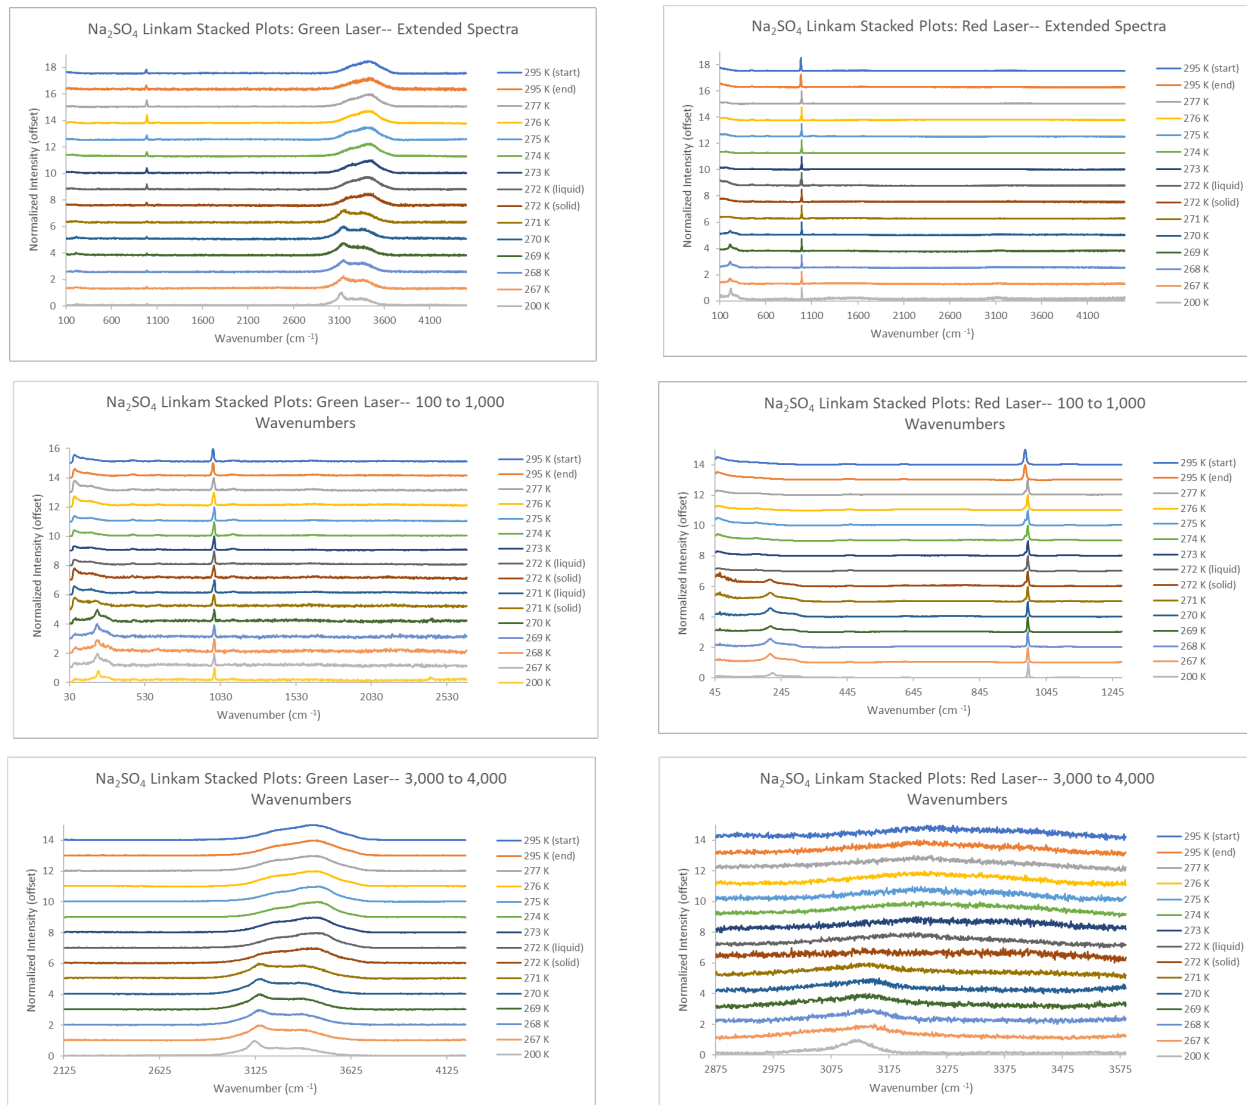 Na₂SO₄ Linkam Stacked Plots: Green Laser-- Extended Spectra
Normalized Intensity (offset)
18
16
14
12
10
8
6
4
2
0
100 600 1100 1600 2100 2600 3100 3600 4100
Wavenumber (cm ⁻¹)
295 K (start)
295 K (end)
277 K
276 K
275 K
274 K
273 K
272 K (liquid)
272 K (solid)
271 K
270 K
269 K
268 K
267 K
200 K
Na₂SO₄ Linkam Stacked Plots: Red Laser-- Extended Spectra
Normalized Intensity (offset)
18
16
14
12
10
8
6
4
2
0
100 600 1100 1600 2100 2600 3100 3600 4100
Wavenumber (cm ⁻¹)
295 K (start)
295 K (end)
277 K
276 K
275 K
274 K
273 K
272 K (liquid)
272 K (solid)
271 K
270 K
269 K
268 K
267 K
200 K
Na₂SO₄ Linkam Stacked Plots: Green Laser-- 100 to 1,000
Wavenumbers
Normalized Intensity (offset)
16
14
12
10
8
6
4
2
0
30 530 1030 1530 2030 2530
Wavenumber (cm ⁻¹)
295 K (start)
295 K (end)
277 K
276 K
275 K
274 K
273 K
272 K (liquid)
272 K (solid)
271 K (liquid)
271 K (solid)
270 K
269 K
268 K
267 K
200 K
Na₂SO₄ Linkam Stacked Plots: Red Laser-- 100 to 1,000
Wavenumbers
Normalized Intensity (offset)
14
12
10
8
6
4
2
0
45 245 445 645 845 1045 1245
Wavenumber (cm ⁻¹)
295 K (start)
295 K (end)
277 K
276 K
275 K
274 K
273 K
272 K (liquid)
272 K (solid)
271 K
270 K
269 K
268 K
267 K
200 K
Na₂SO₄ Linkam Stacked Plots: Green Laser-- 3,000 to 4,000
Wavenumbers
Normalized Intensity (offset)
14
12
10
8
6
4
2
0
2125 2625 3125 3625 4125
Wavenumber (cm ⁻¹)
295 K (start)
295 K (end)
277 K
276 K
275 K
274 K
273 K
272 K (liquid)
272 K (solid)
271 K
270 K
269 K
268 K
267 K
200 K
Na₂SO₄ Linkam Stacked Plots: Red Laser-- 3,000 to 4,000
Wavenumbers
Normalized Intensity (offset)
14
12
10
8
6
4
2
0
2875 2975 3075 3175 3275 3375 3475 3575
Wavenumber (cm ⁻¹)
295 K (start)
295 K (end)
277 K
276 K
275 K
274 K
273 K
272 K (liquid)
272 K (solid)
271 K
270 K
269 K
268 K
267 K
200 K